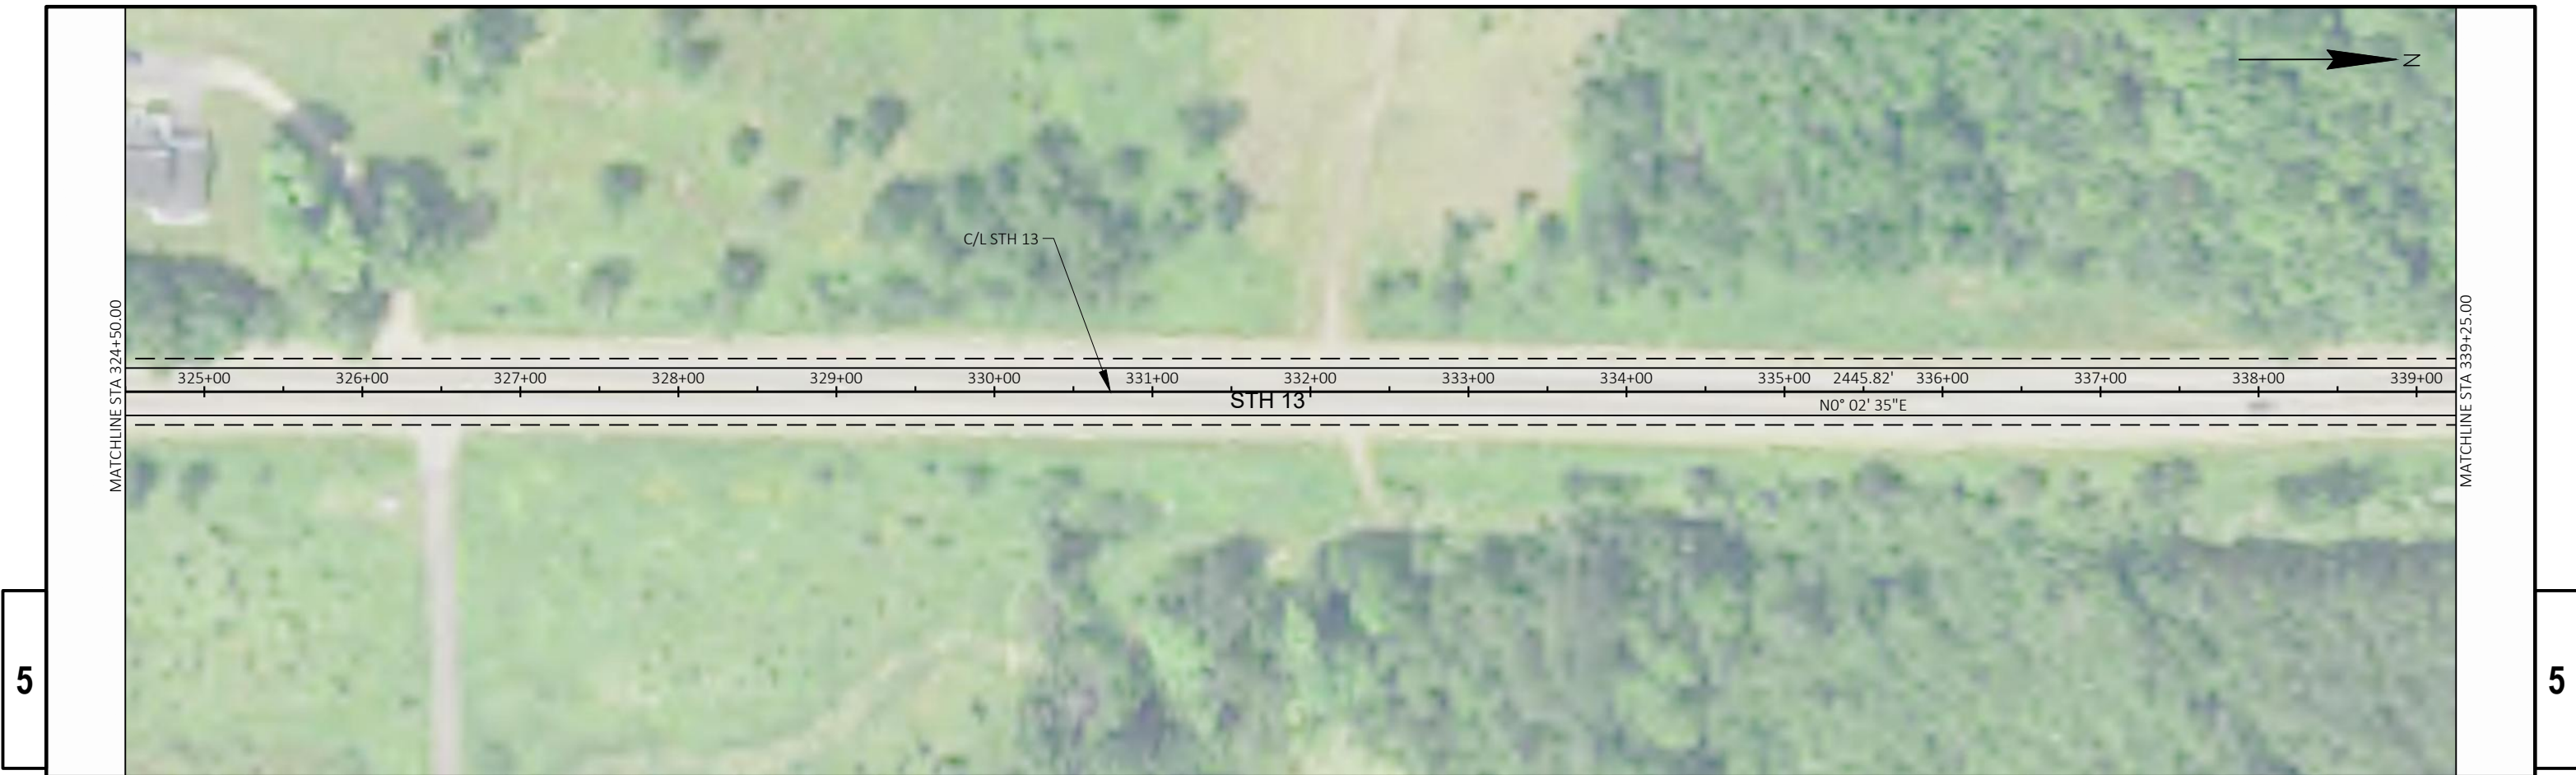 N
C/L STH 13
MATCHLINE STA 324+50.00
MATCHLINE STA 339+25.00
325+00 326+00 327+00 328+00 329+00 330+00 331+00 332+00 333+00 334+00 335+00 2445.82' 336+00 337+00 338+00 339+00
STH 13
N0° 02' 35"E
5
5